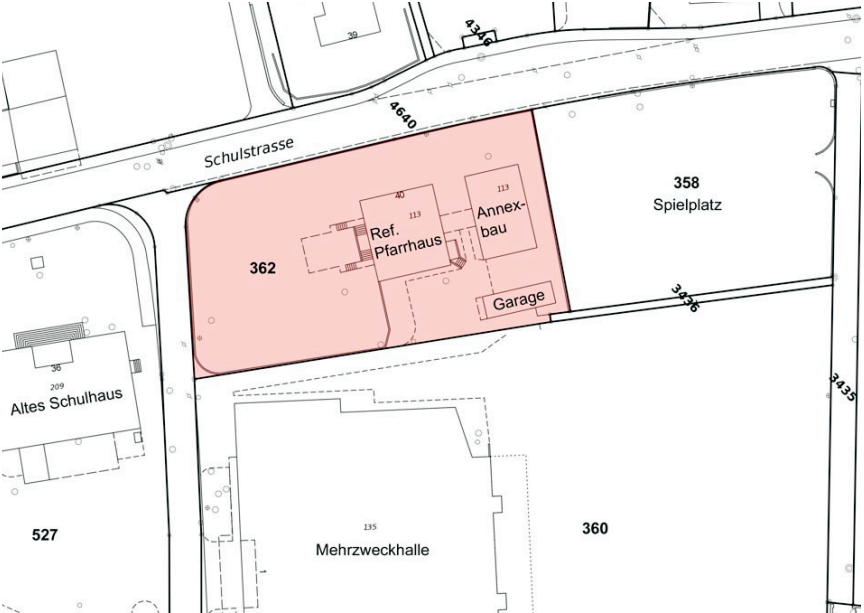 39
4346
4640
Schulstrasse
358
Spielplatz
40
113
Ref.
Pfarrhaus
113
Annex-
bau
362
Garage
3436
3435
36
209
Altes Schulhaus
527
135
Mehrzweckhalle
360
1